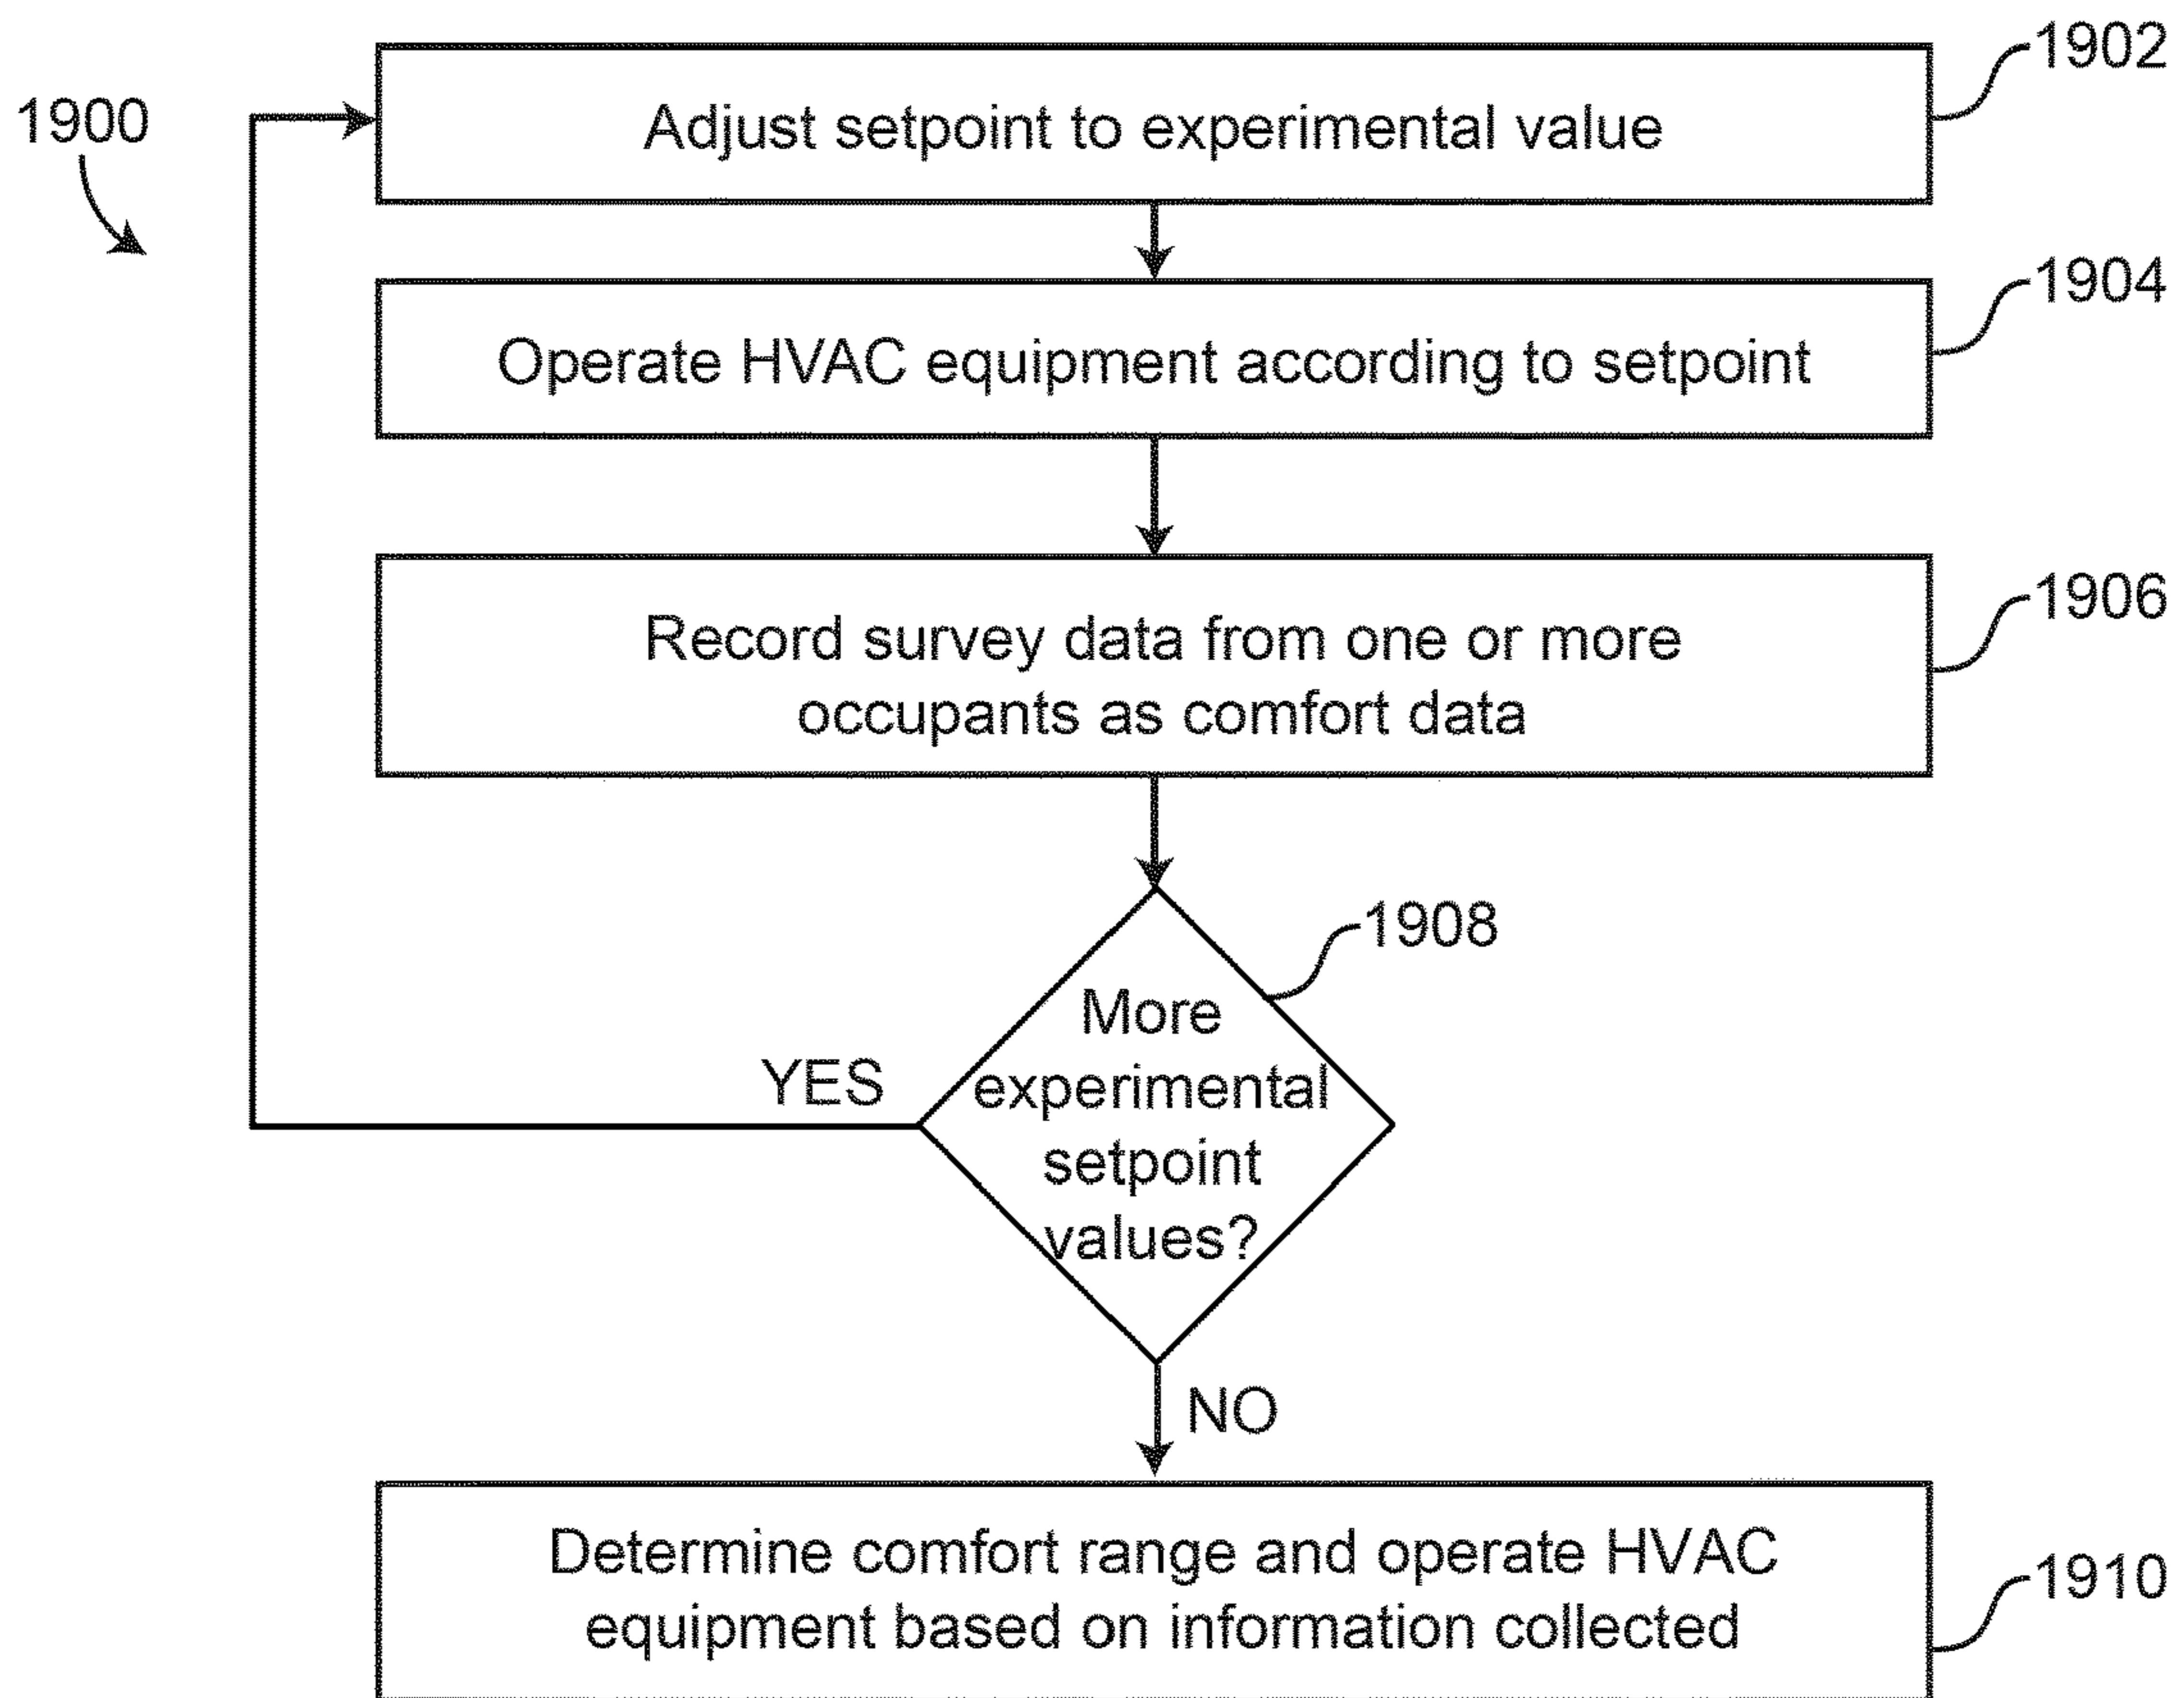 1902
1900
Adjust setpoint to experimental value
1904
Operate HVAC equipment according to setpoint
1906
Record survey data from one or more
occupants as comfort data
1908
More
experimental
setpoint
values?
YES
NO
Determine comfort range and operate HVAC
equipment based on information collected
1910